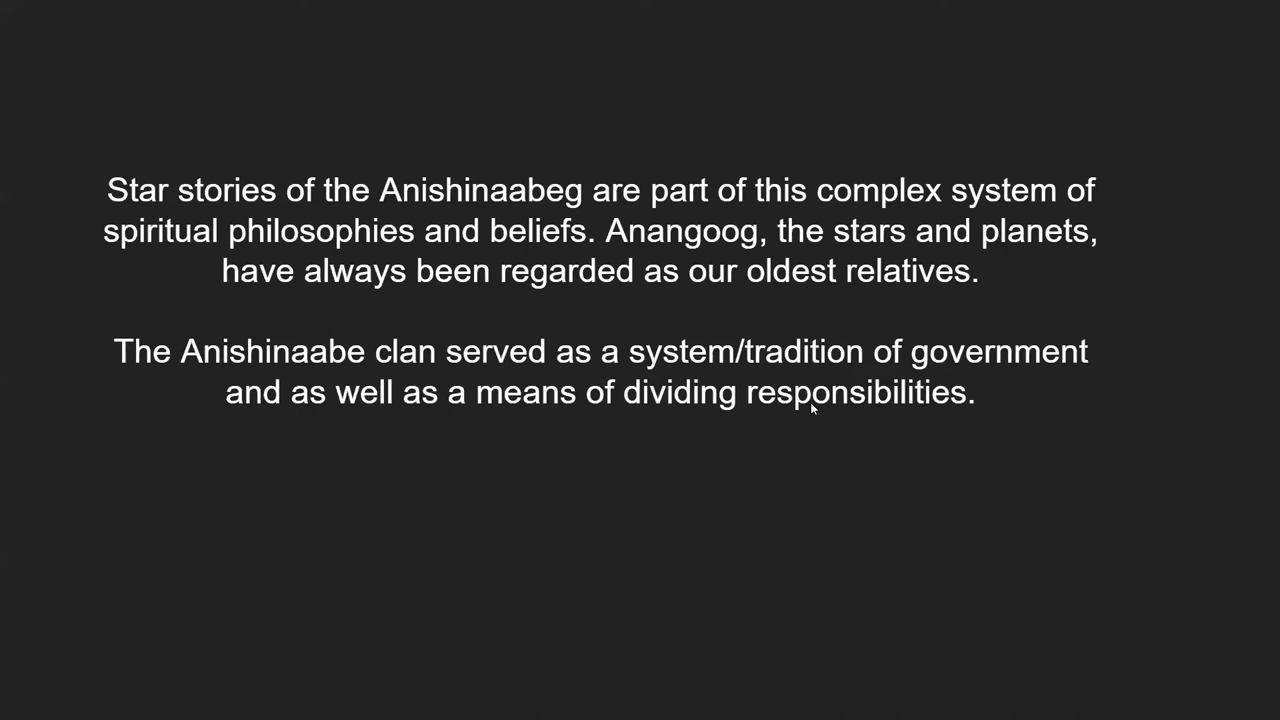 Star stories of the Anishinaabeg are part of this complex system of
spiritual philosophies and beliefs. Anangoog, the stars and planets,
have always been regarded as our oldest relatives.
The Anishinaabe clan served as a system/tradition of government
and as well as a means of dividing responsibilities.